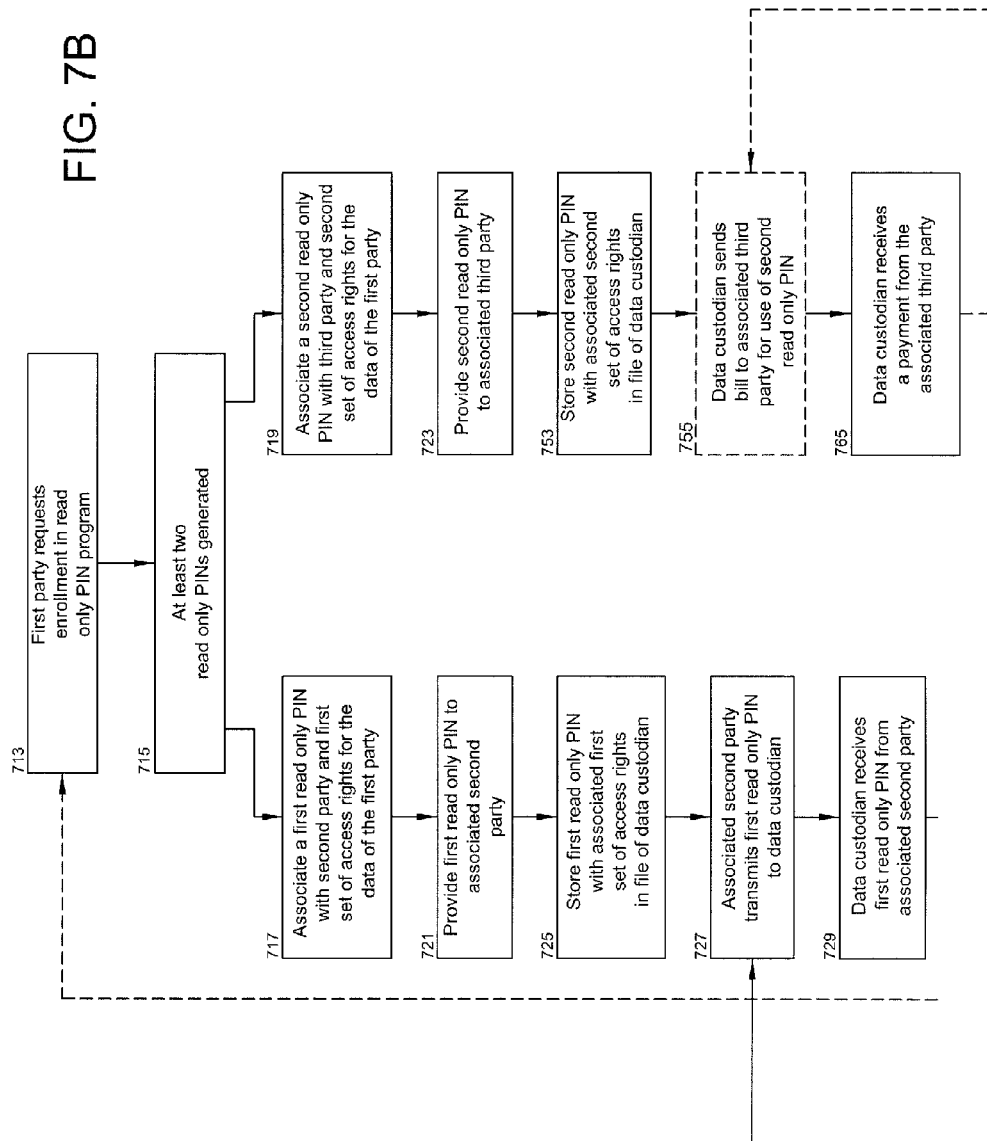 FIG. 7B
713
First party requests
enrollment in read
only PIN program
715
At least two
read only PINs generated
717
Associate a first read only PIN
with second party and first
set of access rights for the
data of the first party
719
Associate a second read only
PIN with third party and second
set of access rights for the
data of the first party
721
Provide first read only PIN to
associated second
party
723
Provide second read only PIN
to associated third party
725
Store first read only PIN
with associated first
set of access rights
in file of data custodian
753
Store second read only PIN
with associated second
set of access rights
in file of data custodian
727
Associated second party
transmits first read only PIN
to data custodian
755
Data custodian sends
bill to associated third
party for use of second
read only PIN
729
Data custodian receives
first read only PIN from
associated second party
765
Data custodian receives
a payment from the
associated third party